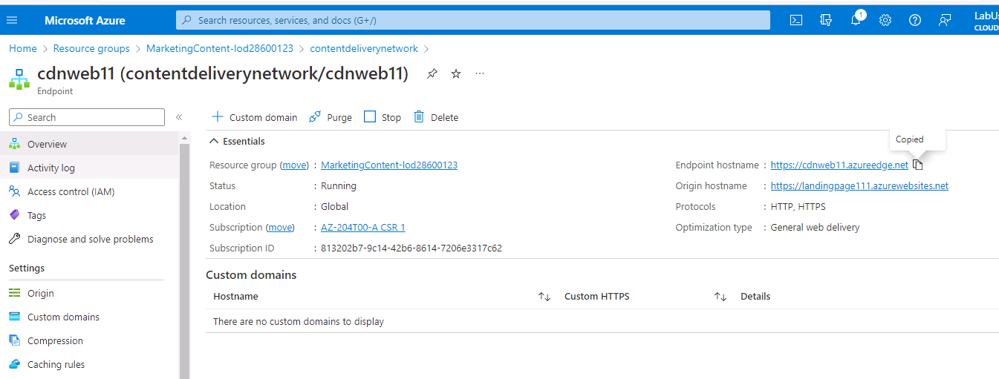 Microsoft Azure
Search resources, services, and docs (G+/)
1
LabUs
CLOUDS
Home > Resource groups > MarketingContent-lod28600123 > contentdeliverynetwork >
cdnweb11 (contentdeliverynetwork/cdnweb11)
Endpoint
Search
Overview
Activity log
Access control (IAM)
Tags
Diagnose and solve problems
Settings
Origin
Custom domains
Compression
Caching rules
Custom domain Purge Stop Delete
Essentials
Copied
Resource group (move) : MarketingContent-lod28600123
Status : Running
Location : Global
Subscription (move) : AZ-204T00-A CSR 1
Subscription ID : 813202b7-9c14-42b6-8614-7206e3317c62
Endpoint hostname : https://cdnweb11.azureedge.net
Origin hostname : https://landingpage111.azurewebsites.net
Protocols : HTTP, HTTPS
Optimization type : General web delivery
Custom domains
Hostname Custom HTTPS Details
There are no custom domains to display